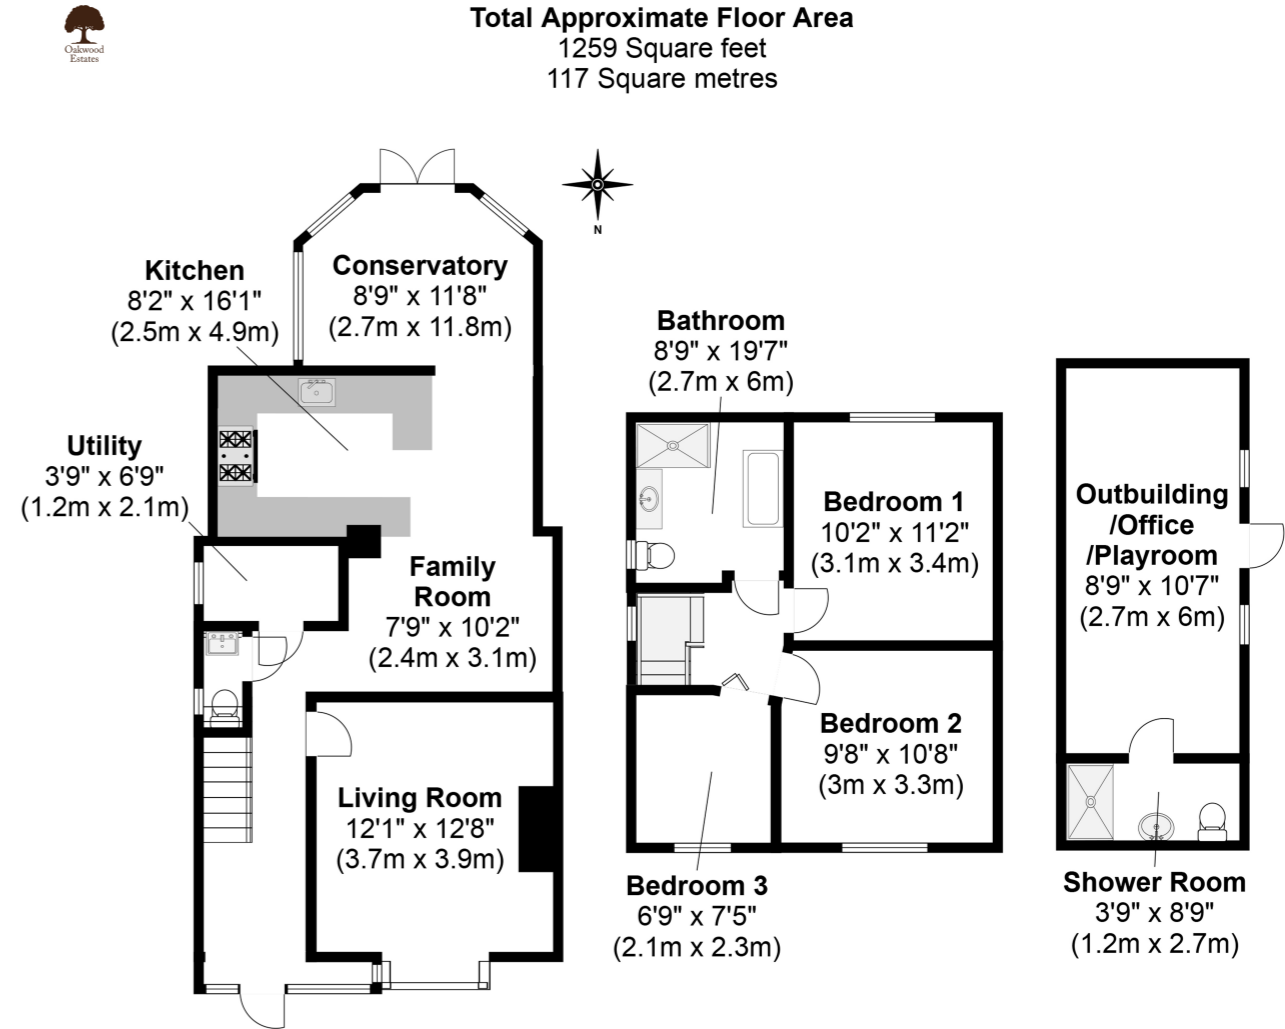 Oakwood
Estates
Total Approximate Floor Area
1259 Square feet
117 Square metres
N
Kitchen
8'2" x 16'1"
(2.5m x 4.9m)
Conservatory
8'9" x 11'8"
(2.7m x 11.8m)
Utility
3'9" x 6'9"
(1.2m x 2.1m)
Family
Room
7'9" x 10'2"
(2.4m x 3.1m)
Living Room
12'1" x 12'8"
(3.7m x 3.9m)
Bathroom
8'9" x 19'7"
(2.7m x 6m)
Bedroom 1
10'2" x 11'2"
(3.1m x 3.4m)
Bedroom 2
9'8" x 10'8"
(3m x 3.3m)
Bedroom 3
6'9" x 7'5"
(2.1m x 2.3m)
Outbuilding
/Office
/Playroom
8'9" x 10'7"
(2.7m x 6m)
Shower Room
3'9" x 8'9"
(1.2m x 2.7m)